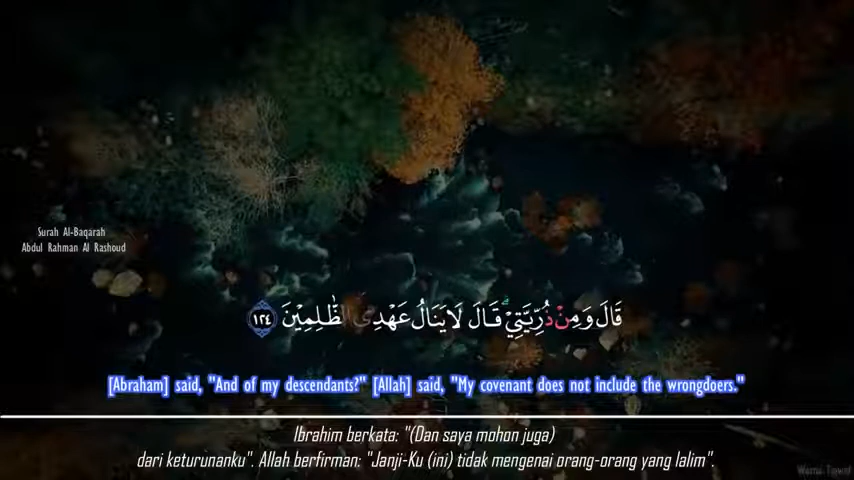 Surah Al-Baqarah
Abdul Rahman Al Rashoud
قَالَ وَمِنْ ذُرِّيَّتِيْۗ قَالَ لَا يَنَالُ عَهْدِى الظّٰلِمِيْنَ ١٢٤
[Abraham] said, "And of my descendants?" [Allah] said, "My covenant does not include the wrongdoers."
Ibrahim berkata: "(Dan saya mohon juga)
dari keturunanku". Allah berfirman: "Janji-Ku (ini) tidak mengenai orang-orang yang lalim".